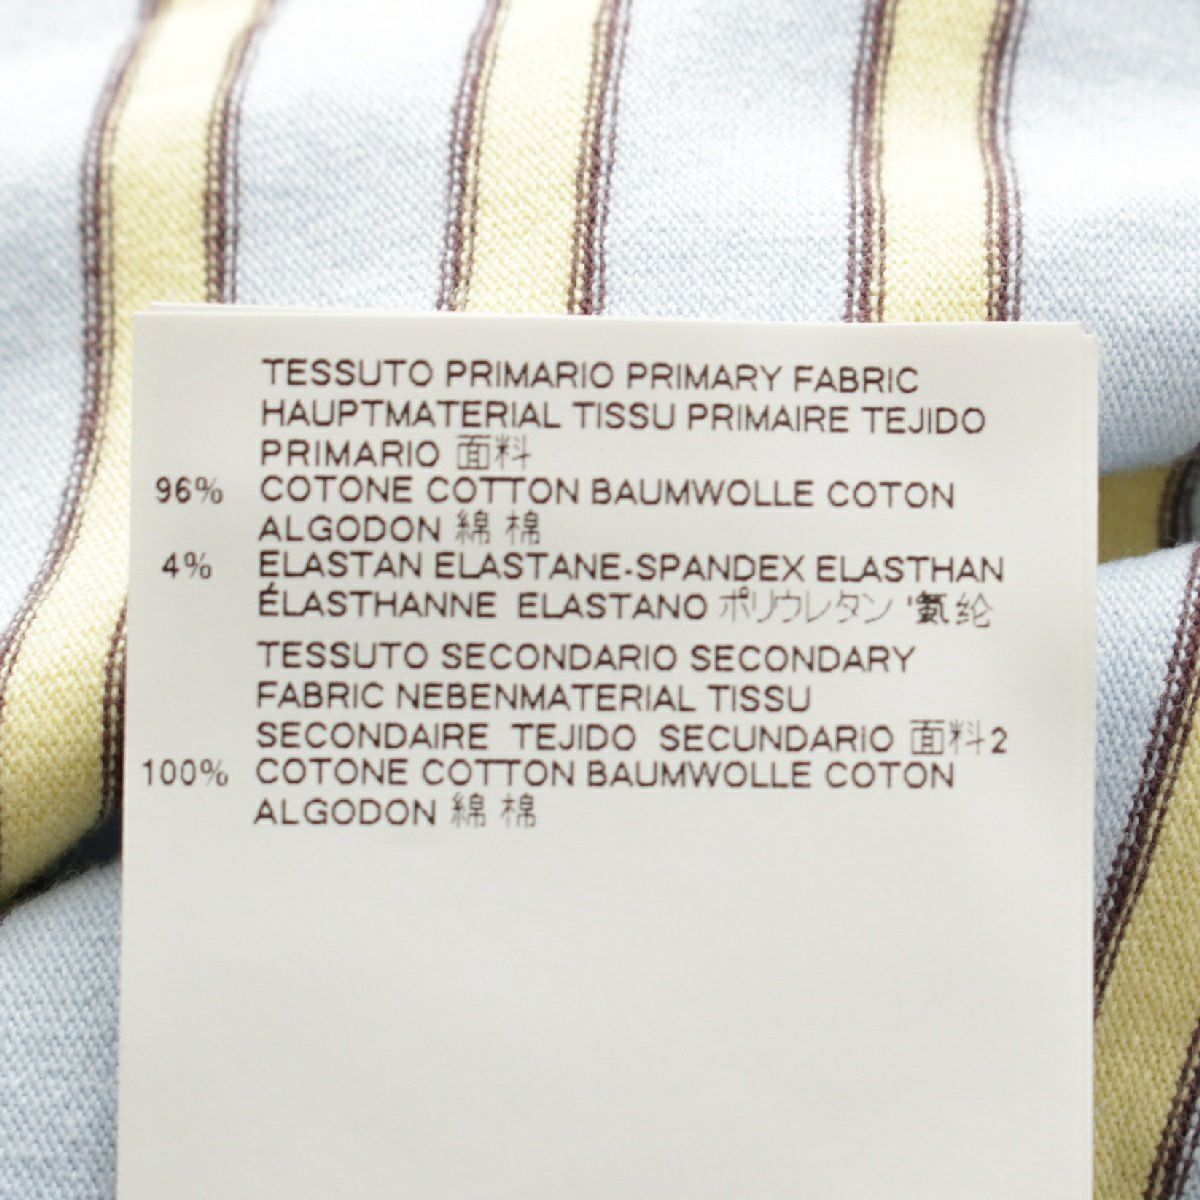 TESSUTO PRIMARIO PRIMARY FABRIC
HAUPTMATERIAL TISSU PRIMAIRE TEJIDO
PRIMARIO 面料
96% COTONE COTTON BAUMWOLLE COTON
ALGODON 綿 棉
4% ELASTAN ELASTANE-SPANDEX ELASTHAN
ÉLASTHANNE ELASTANO ポリウレタン '氨纶
TESSUTO SECONDARIO SECONDARY
FABRIC NEBENMATERIAL TISSU
SECONDAIRE TEJIDO SECUNDARIO 面料2
100% COTONE COTTON BAUMWOLLE COTON
ALGODON 綿 棉